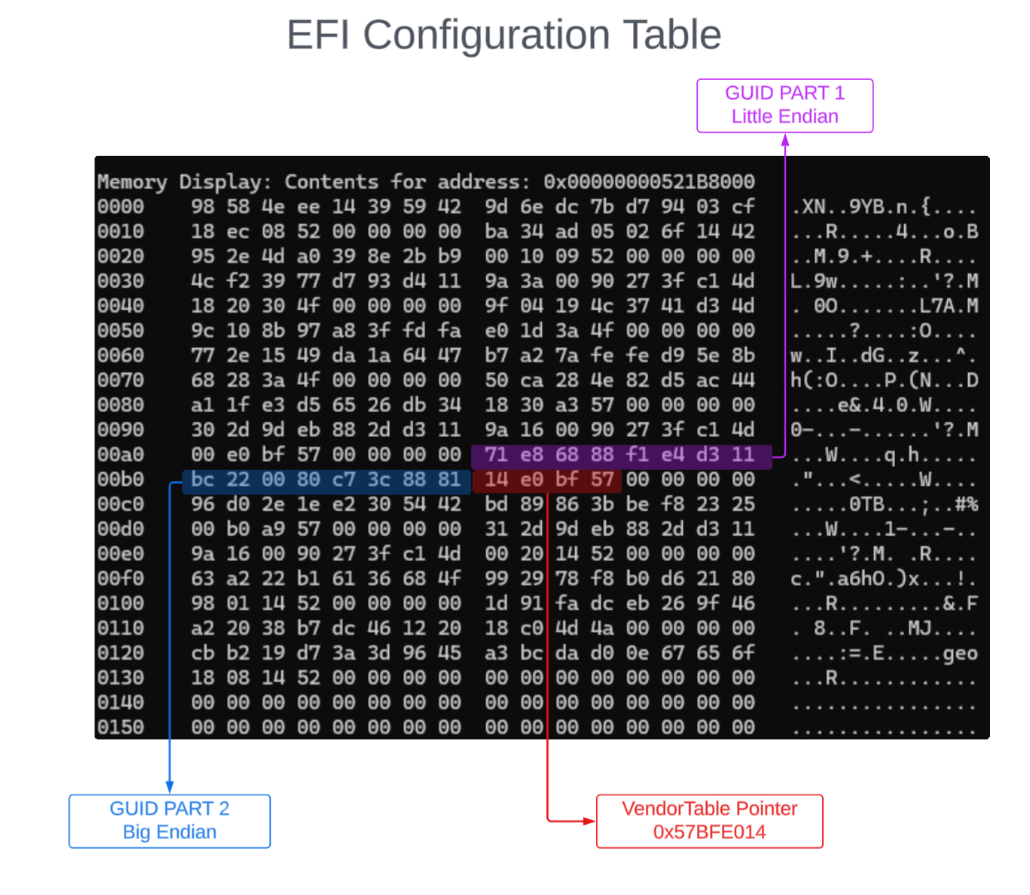 EFI Configuration Table
GUID PART 1
Little Endian
Memory Display: Contents for address: 0x00000000521B8000
0000 98 58 4e ee 14 39 59 42 9d 6e dc 7b d7 94 03 cf .XN..9YB.n.{....
0010 18 ec 08 52 00 00 00 00 ba 34 ad 05 02 6f 14 42 ...R.....4...o.B
0020 95 2e 4d a0 39 8e 2b b9 00 10 09 52 00 00 00 00 ..M.9.+....R....
0030 4c f2 39 77 d7 93 d4 11 9a 3a 00 90 27 3f c1 4d L.9w.....:..'?.M
0040 18 20 30 4f 00 00 00 00 9f 04 19 4c 37 41 d3 4d . 0O.......L7A.M
0050 9c 10 8b 97 a8 3f fd fa e0 1d 3a 4f 00 00 00 00 .....?....:O....
0060 77 2e 15 49 da 1a 64 47 b7 a2 7a fe fe d9 5e 8b w..I..dG..z...^.
0070 68 28 3a 4f 00 00 00 00 50 ca 28 4e 82 d5 ac 44 h(:O....P.(N...D
0080 a1 1f e3 d5 65 26 db 34 18 30 a3 57 00 00 00 00 ....e&.4.0.W....
0090 30 2d 9d eb 88 2d d3 11 9a 16 00 90 27 3f c1 4d 0-...-......'?.M
00a0 00 e0 bf 57 00 00 00 00 71 e8 68 88 f1 e4 d3 11 ...W....q.h.....
00b0 bc 22 00 80 c7 3c 88 81 14 e0 bf 57 00 00 00 00 ."...<.....W....
00c0 96 d0 2e 1e e2 30 54 42 bd 89 86 3b be f8 23 25 .....0TB...;..#%
00d0 00 b0 a9 57 00 00 00 00 31 2d 9d eb 88 2d d3 11 ...W....1-...-..
00e0 9a 16 00 90 27 3f c1 4d 00 20 14 52 00 00 00 00 ....'?.M. .R....
00f0 63 a2 22 b1 61 36 68 4f 99 29 78 f8 b0 d6 21 80 c.".a6hO.)x...!.
0100 98 01 14 52 00 00 00 00 1d 91 fa dc eb 26 9f 46 ...R.........&.F
0110 a2 20 38 b7 dc 46 12 20 18 c0 4d 4a 00 00 00 00 . 8..F. ..MJ....
0120 cb b2 19 d7 3a 3d 96 45 a3 bc da d0 0e 67 65 6f ....:=.E.....geo
0130 18 08 14 52 00 00 00 00 00 00 00 00 00 00 00 00 ...R............
0140 00 00 00 00 00 00 00 00 00 00 00 00 00 00 00 00 ................
0150 00 00 00 00 00 00 00 00 00 00 00 00 00 00 00 00 ................
GUID PART 2
Big Endian
VendorTable Pointer
0x57BFE014